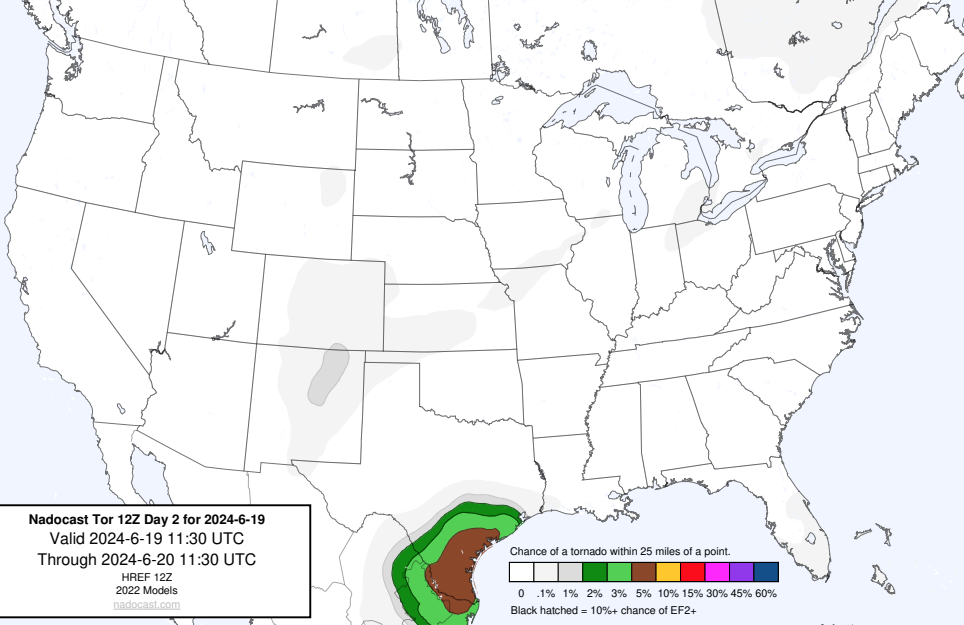 Nadocast Tor 12Z Day 2 for 2024-6-19
Valid 2024-6-19 11:30 UTC
Through 2024-6-20 11:30 UTC
HREF 12Z
2022 Models
nadocast.com
Chance of a tornado within 25 miles of a point.
0 .1% 1% 2% 3% 5% 10% 15% 30% 45% 60%
Black hatched = 10%+ chance of EF2+